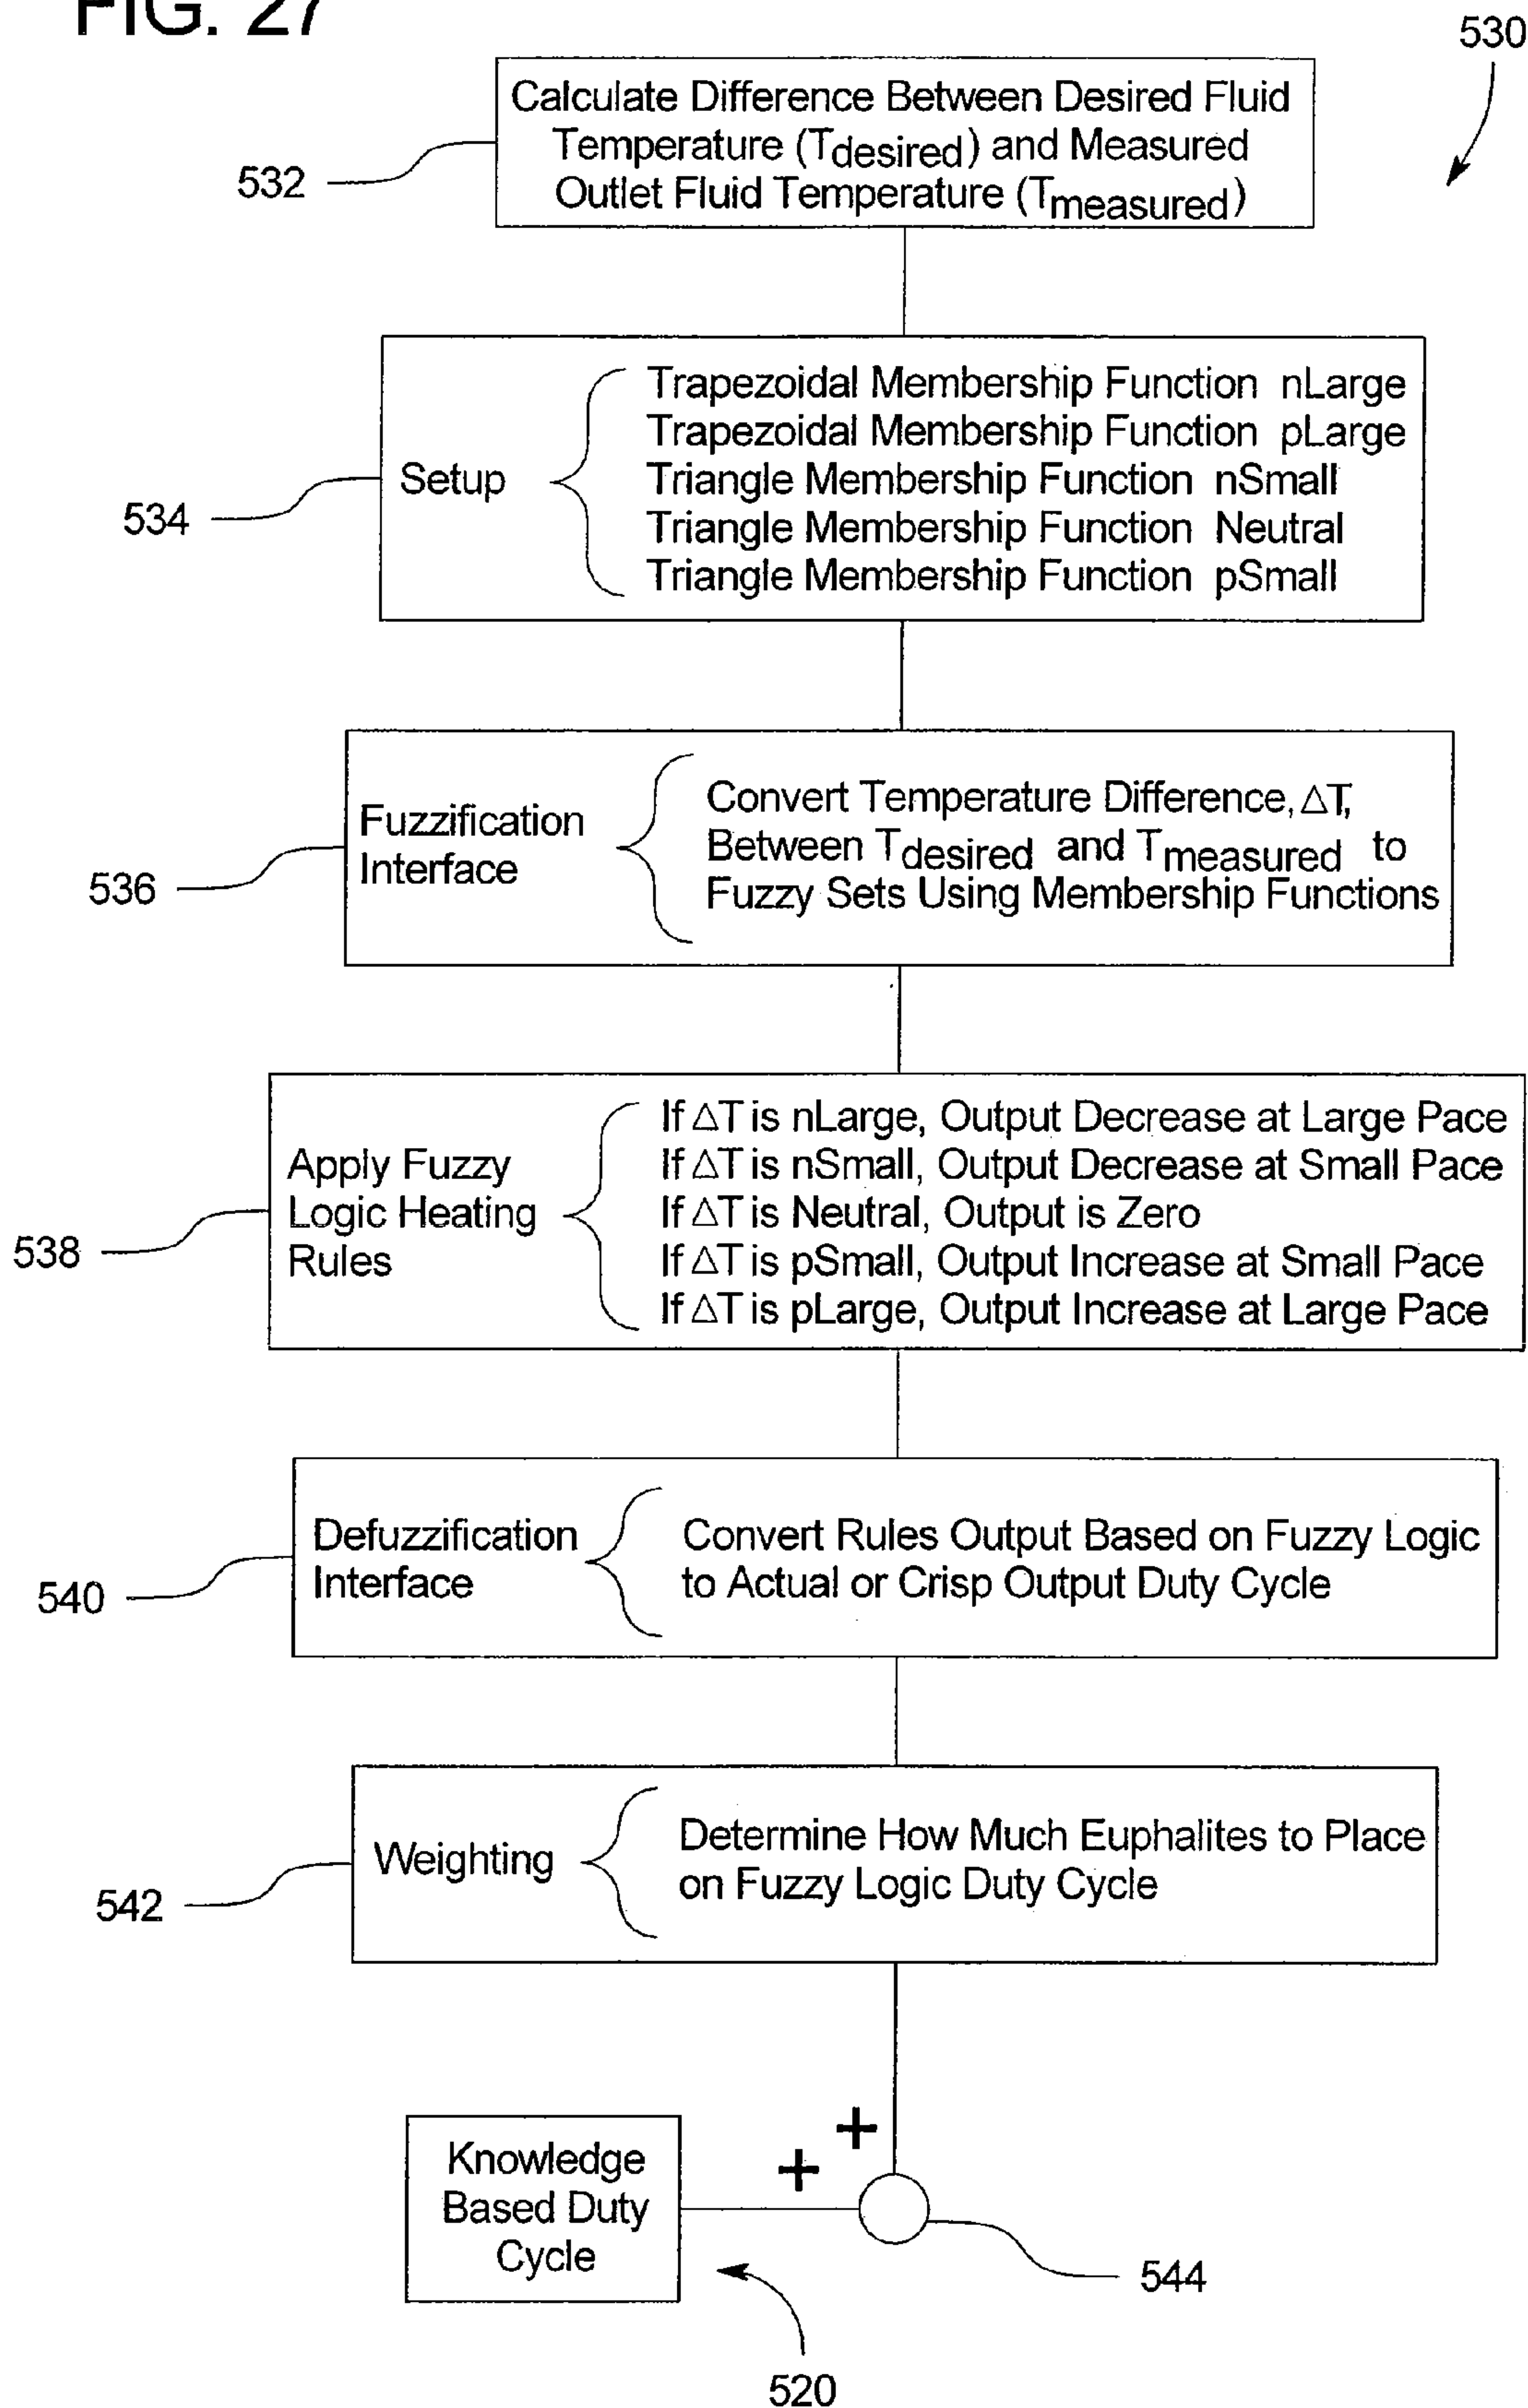 FIG. 27
530
Calculate Difference Between Desired Fluid
Temperature (Tdesired) and Measured
Outlet Fluid Temperature (Tmeasured)
532
Setup
Trapezoidal Membership Function nLarge
Trapezoidal Membership Function pLarge
Triangle Membership Function nSmall
Triangle Membership Function Neutral
Triangle Membership Function pSmall
534
Fuzzification
Interface
Convert Temperature Difference, △T,
Between Tdesired and Tmeasured to
Fuzzy Sets Using Membership Functions
536
Apply Fuzzy
Logic Heating
Rules
If △T is nLarge, Output Decrease at Large Pace
If △T is nSmall, Output Decrease at Small Pace
If △T is Neutral, Output is Zero
If △T is pSmall, Output Increase at Small Pace
If △T is pLarge, Output Increase at Large Pace
538
Defuzzification
Interface
Convert Rules Output Based on Fuzzy Logic
to Actual or Crisp Output Duty Cycle
540
Weighting
Determine How Much Euphalites to Place
on Fuzzy Logic Duty Cycle
542
+
+
Knowledge
Based Duty
Cycle
544
520